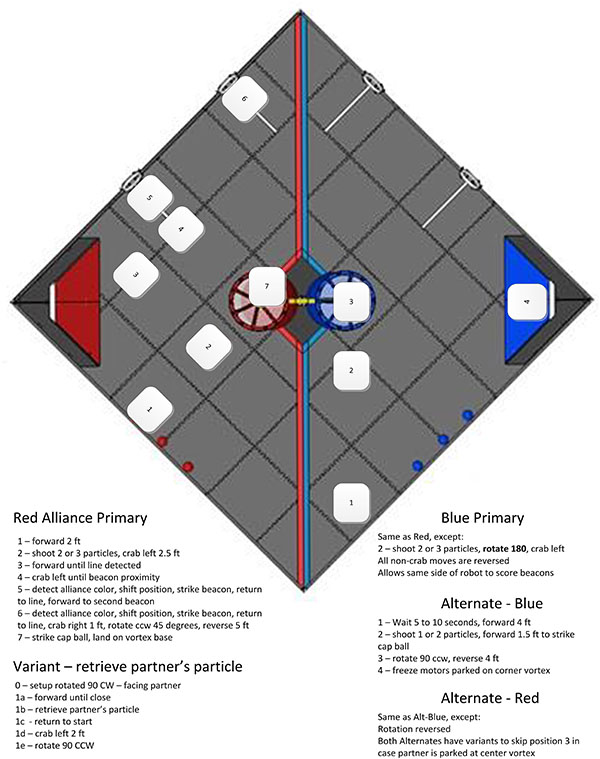 6
5
4
3
7
3
4
2
2
1
1
Red Alliance Primary
1 – forward 2 ft
2 – shoot 2 or 3 particles, crab left 2.5 ft
3 – forward until line detected
4 – crab left until beacon proximity
5 – detect alliance color, shift position, strike beacon, return
to line, forward to second beacon
6 – detect alliance color, shift position, strike beacon, return
to line, crab right 1 ft, rotate ccw 45 degrees, reverse 5 ft
7 – strike cap ball, land on vortex base
Variant – retrieve partner's particle
0 – setup rotated 90 CW – facing partner
1a – forward until close
1b – retrieve partner's particle
1c - return to start
1d – crab left 2 ft
1e – rotate 90 CCW
Blue Primary
Same as Red, except:
2 – shoot 2 or 3 particles, rotate 180, crab left
All non-crab moves are reversed
Allows same side of robot to score beacons
Alternate - Blue
1 – Wait 5 to 10 seconds, forward 4 ft
2 – shoot 1 or 2 particles, forward 1.5 ft to strike
cap ball
3 – rotate 90 ccw, reverse 4 ft
4 – freeze motors parked on corner vortex
Alternate - Red
Same as Alt-Blue, except:
Rotation reversed
Both Alternates have variants to skip position 3 in
case partner is parked at center vortex